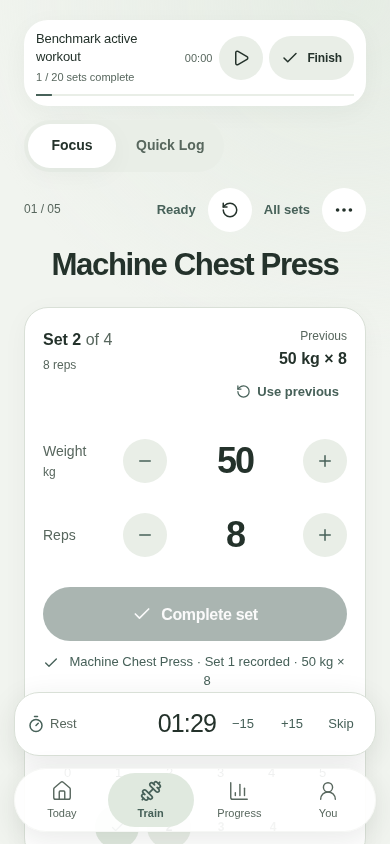 Benchmark active
workout
1 / 20 sets complete
00:00
Finish
Focus
Quick Log
01 / 05
Ready
All sets
Machine Chest Press
Set 2 of 4
8 reps
Previous
50 kg × 8
Use previous
Weight
kg
50
Reps
8
Complete set
Machine Chest Press · Set 1 recorded · 50 kg ×
8
Rest
01:29
−15
+15
Skip
Today
Train
Progress
You